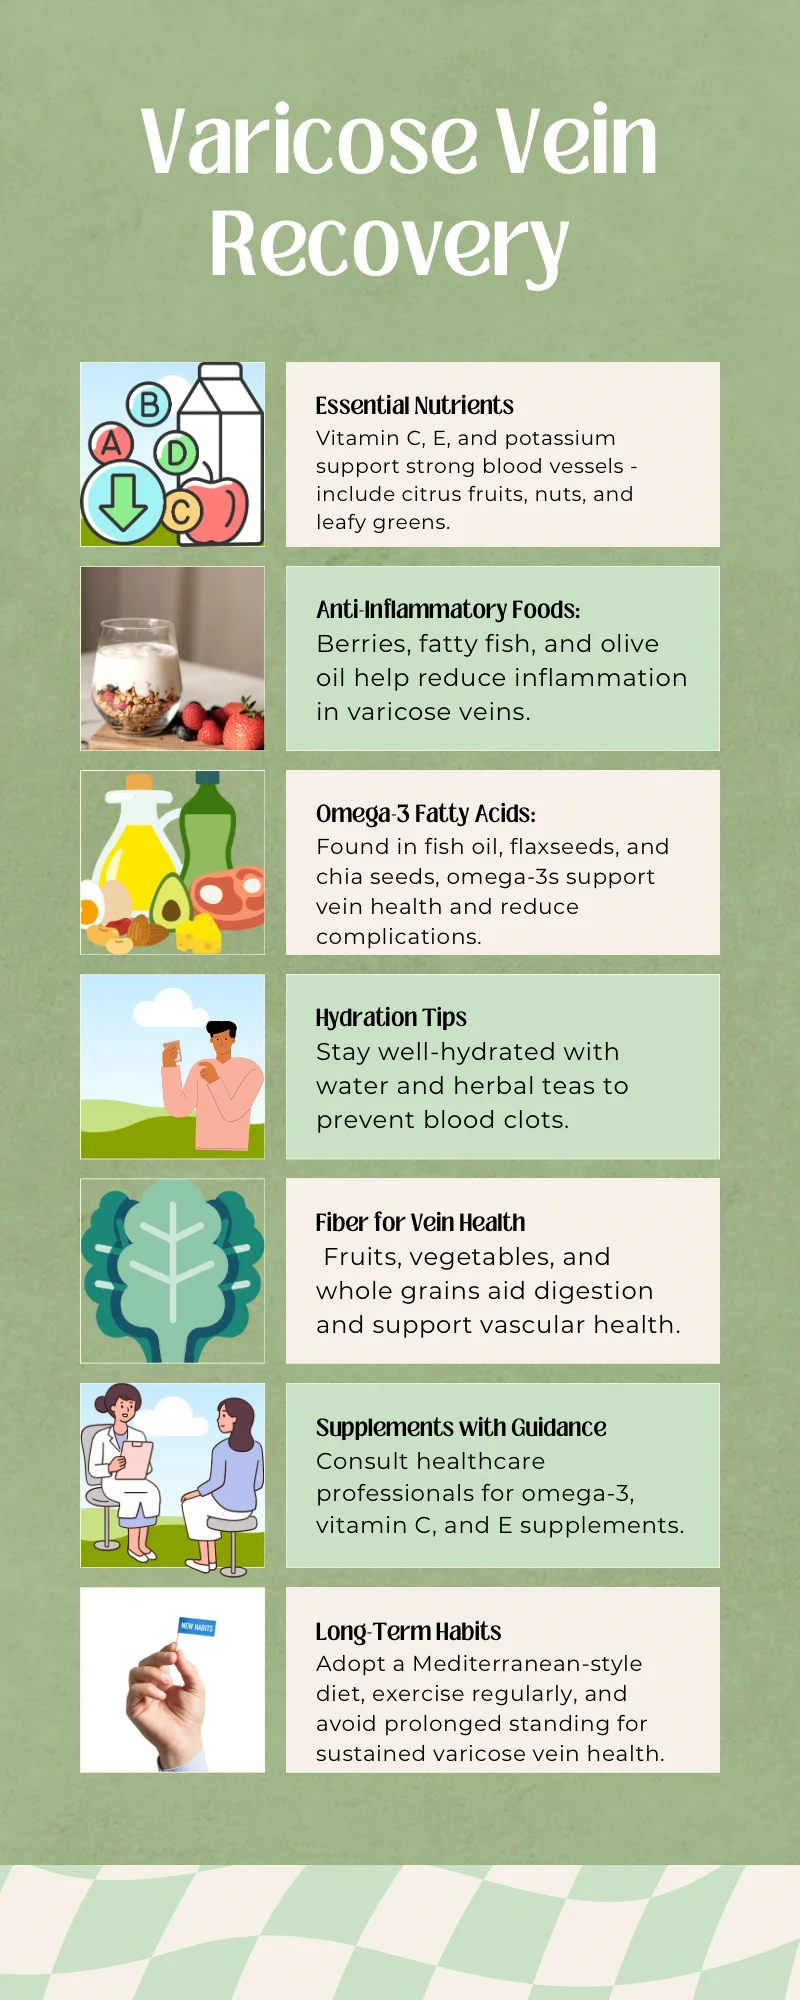 Varicose Vein
Recovery
B
A
D
C
Essential Nutrients
Vitamin C, E, and potassium
support strong blood vessels -
include citrus fruits, nuts, and
leafy greens.
Anti-Inflammatory Foods:
Berries, fatty fish, and olive
oil help reduce inflammation
in varicose veins.
Omega-3 Fatty Acids:
Found in fish oil, flaxseeds, and
chia seeds, omega-3s support
vein health and reduce
complications.
Hydration Tips
Stay well-hydrated with
water and herbal teas to
prevent blood clots.
Fiber for Vein Health
Fruits, vegetables, and
whole grains aid digestion
and support vascular health.
Supplements with Guidance
Consult healthcare
professionals for omega-3,
vitamin C, and E supplements.
NEW HABITS
Long-Term Habits
Adopt a Mediterranean-style
diet, exercise regularly, and
avoid prolonged standing for
sustained varicose vein health.